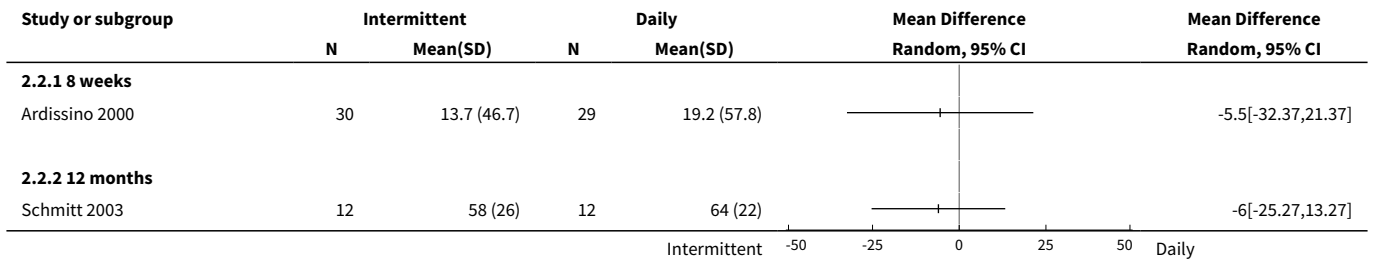 Study or subgroup Intermittent Daily Mean Difference Mean Difference
N Mean(SD) N Mean(SD) Random, 95% CI Random, 95% CI
2.2.1 8 weeks
Ardissino 2000 30 13.7 (46.7) 29 19.2 (57.8) -5.5[-32.37,21.37]
2.2.2 12 months
Schmitt 2003 12 58 (26) 12 64 (22) -6[-25.27,13.27]
Intermittent -50 -25 0 25 50 Daily